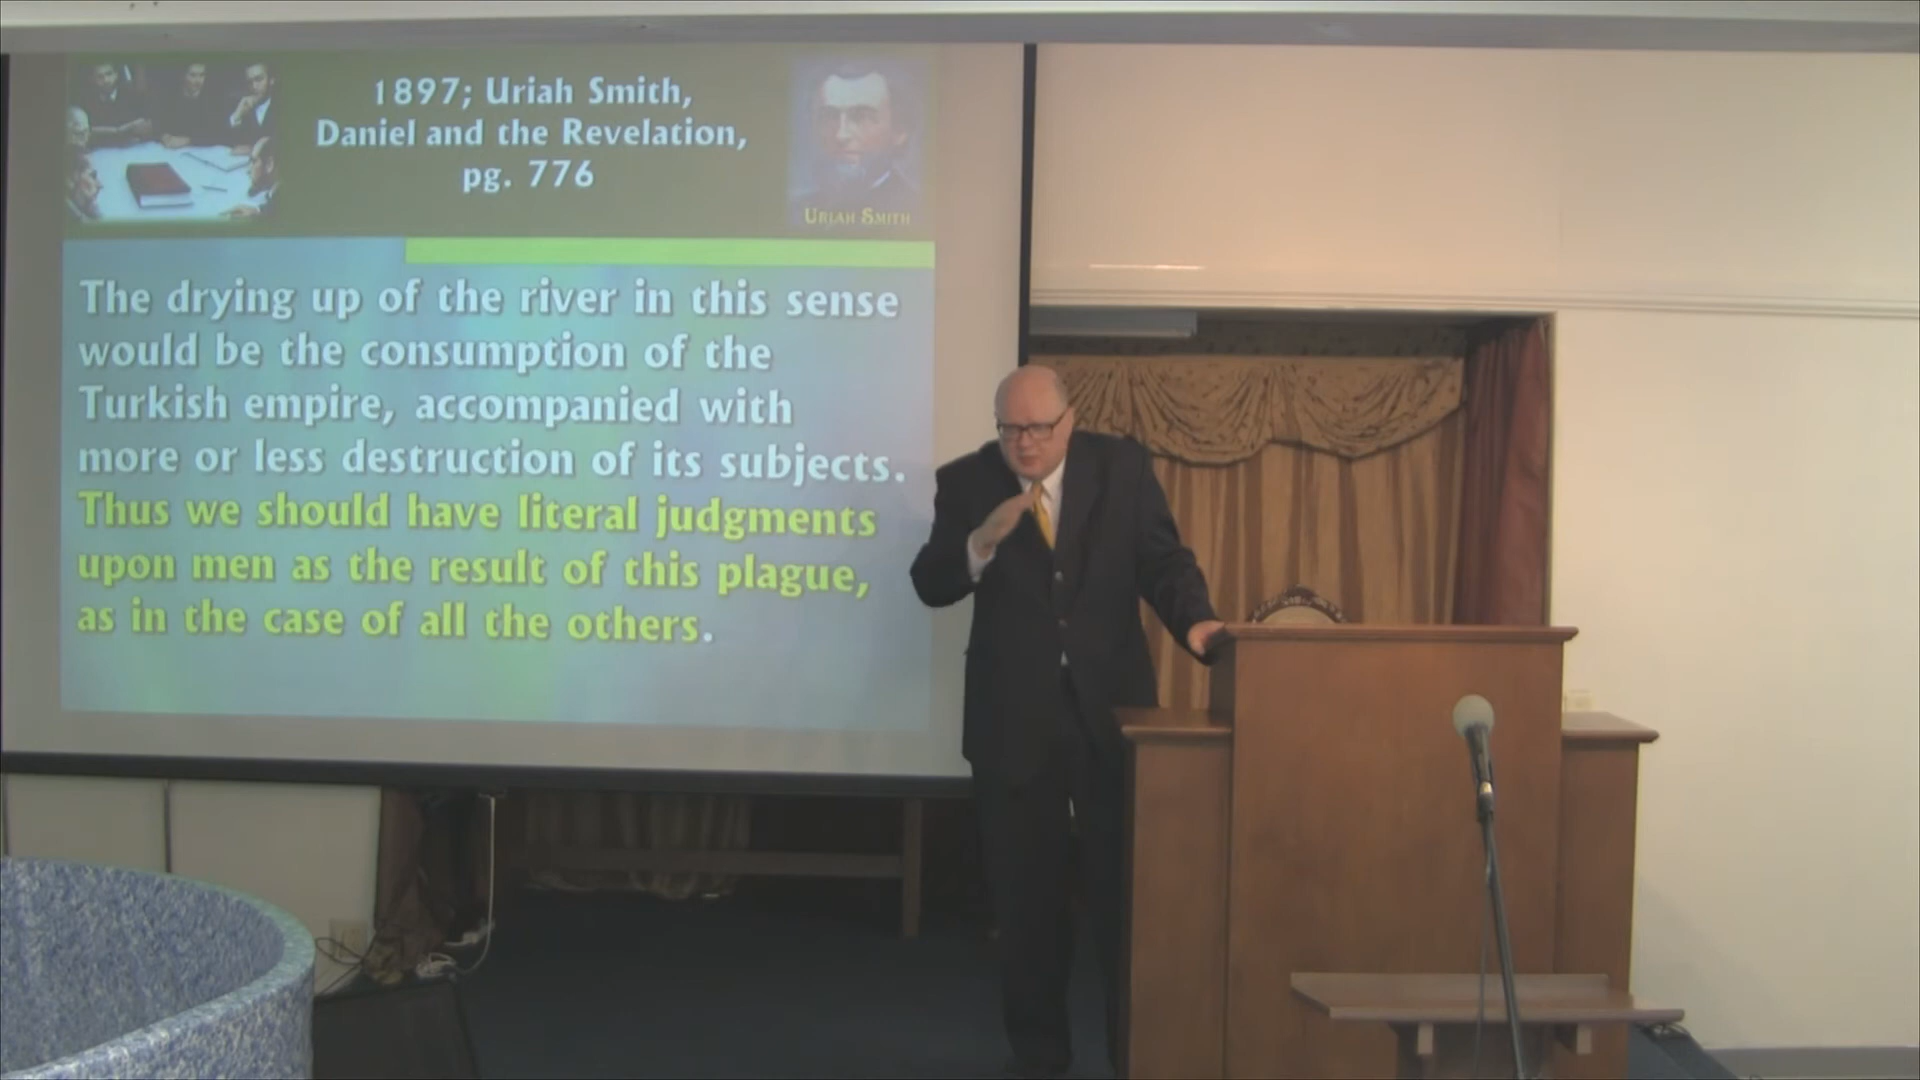 1897; Uriah Smith,
Daniel and the Revelation,
pg. 776
URIAH SMITH
The drying up of the river in this sense
would be the consumption of the
Turkish empire, accompanied with
more or less destruction of its subjects.
Thus we should have literal judgments
upon men as the result of this plague,
as in the case of all the others.